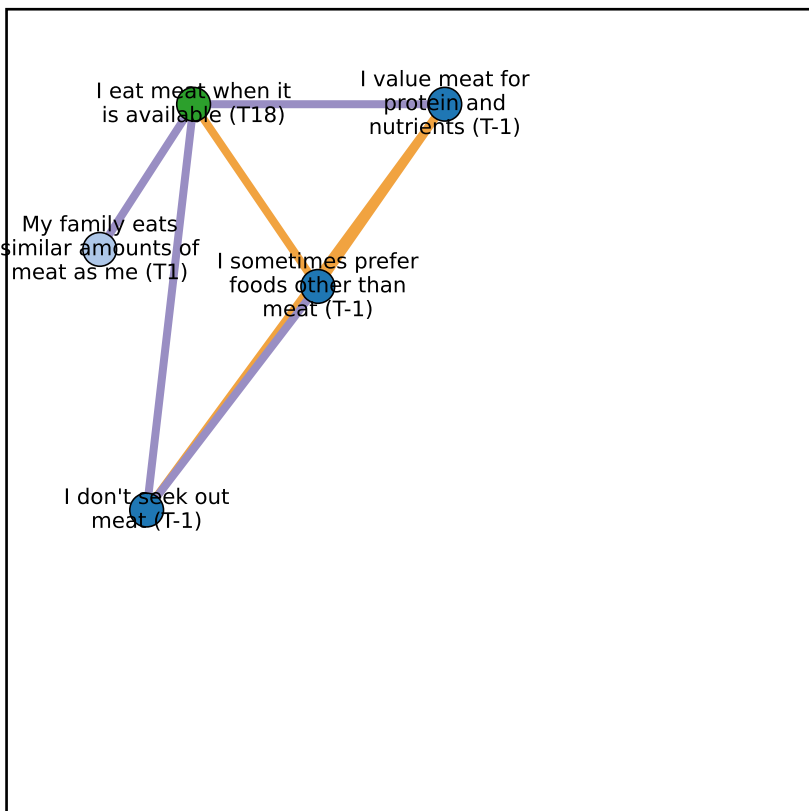 I eat meat when it
is available (T18)
I value meat for
protein and
nutrients (T-1)
My family eats
similar amounts of
meat as me (T1)
I sometimes prefer
foods other than
meat (T-1)
I don't seek out
meat (T-1)